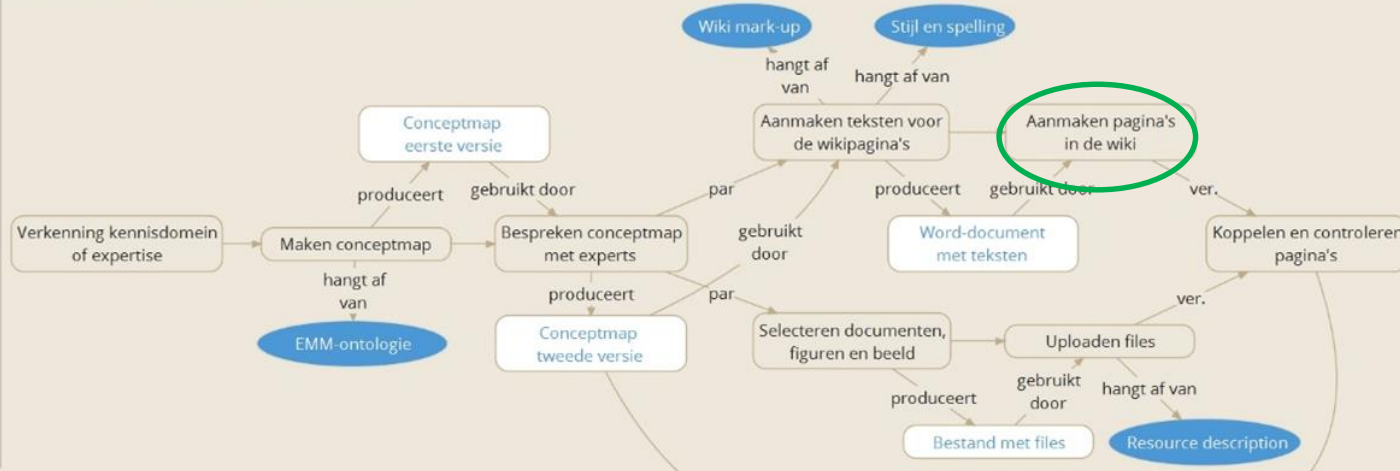 Wiki mark-up
Stijl en spelling
hangt af
van
hangt af van
Conceptmap
eerste versie
Aanmaken teksten voor
de wikipagina's
Aanmaken pagina's
in de wiki
produceert
gebruikt door
par
produceert
gebruikt door
ver.
Verkenning kennisdomein
of expertise
Maken conceptmap
Bespreken conceptmap
met experts
gebruikt
door
Word-document
met teksten
Koppelen en controleren
pagina's
hangt af
van
produceert
par
ver.
EMM-ontologie
Conceptmap
tweede versie
Selecteren documenten,
figuren en beeld
Uploaden files
produceert
gebruikt
door
hangt af van
Bestand met files
Resource description